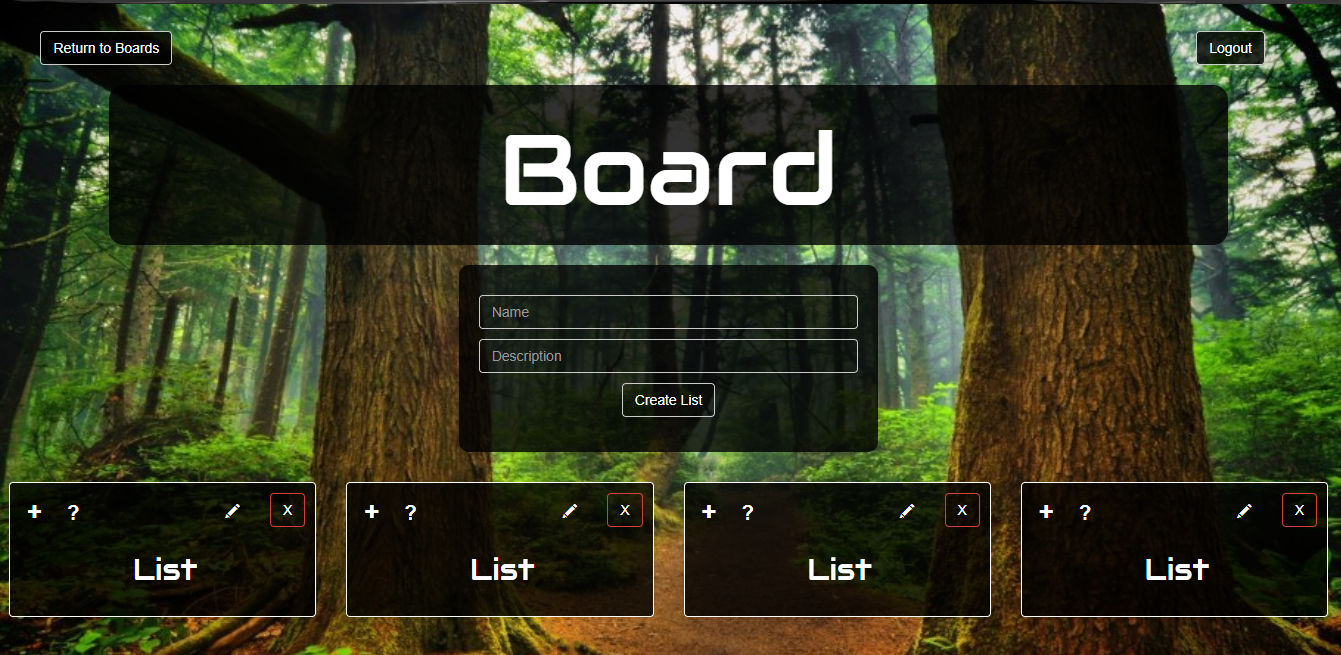 Return to Boards
Logout
Board
Name
Description
Create List
+ ? X
List
+ ? X
List
+ ? X
List
+ ? X
List